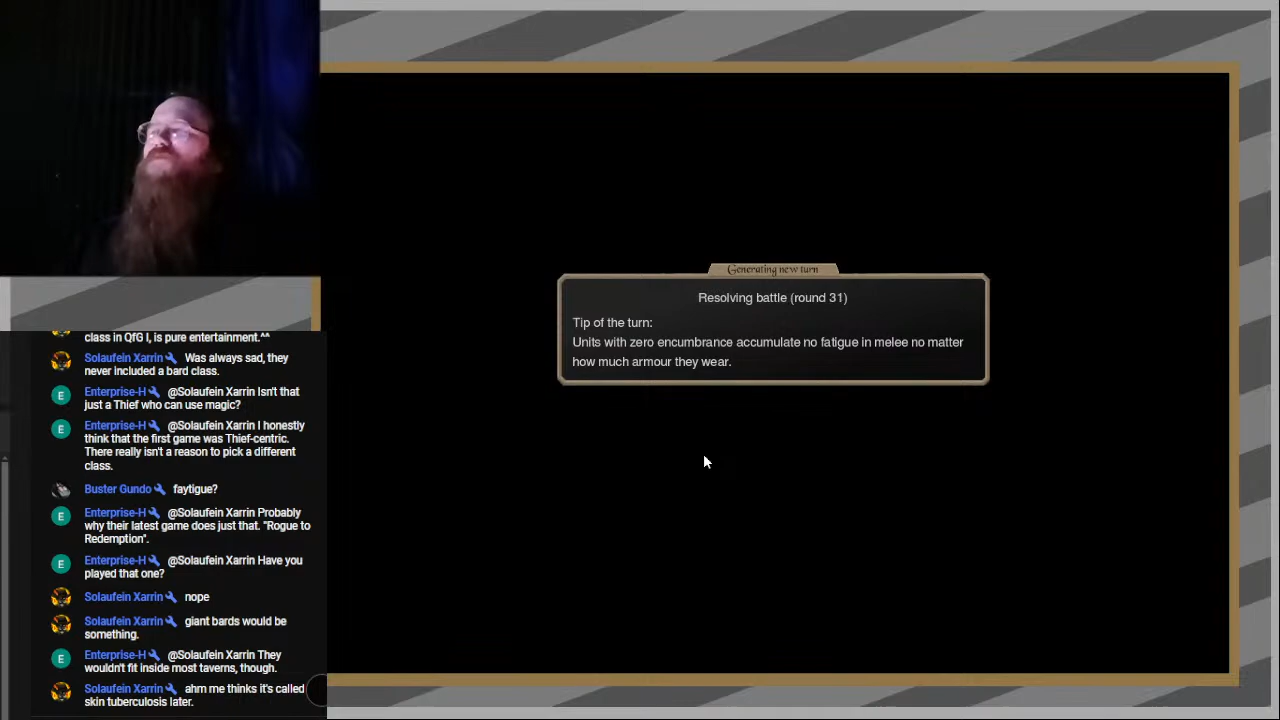 Generating new turn
Resolving battle (round 31)
Tip of the turn:
Units with zero encumbrance accumulate no fatigue in melee no matter
how much armour they wear.
class in QfG I, is pure entertainment.^^
Solaufein Xarrin Was always sad, they
never included a bard class.
E
Enterprise-H @Solaufein Xarrin Isn't that
just a Thief who can use magic?
E
Enterprise-H @Solaufein Xarrin I honestly
think that the first game was Thief-centric.
There really isn't a reason to pick a different
class.
Buster Gundo faytigue?
E
Enterprise-H @Solaufein Xarrin Probably
why their latest game does just that. "Rogue to
Redemption".
E
Enterprise-H @Solaufein Xarrin Have you
played that one?
Solaufein Xarrin nope
Solaufein Xarrin giant bards would be
something.
E
Enterprise-H @Solaufein Xarrin They
wouldn't fit inside most taverns, though.
Solaufein Xarrin ahm me thinks it's called
skin tuberculosis later.